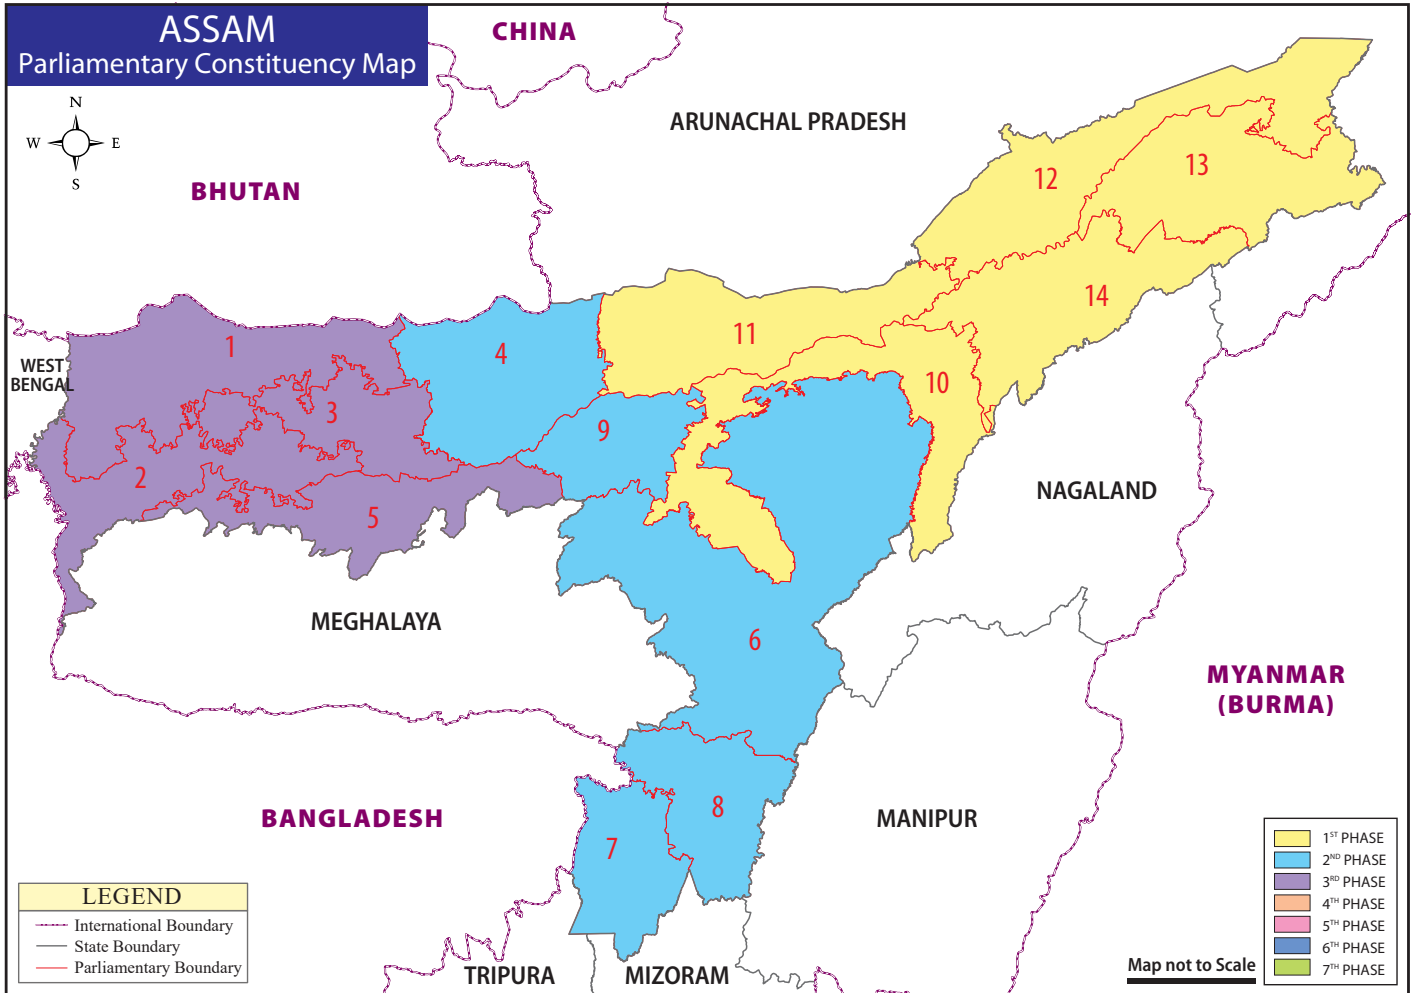 ASSAM
Parliamentary Constituency Map
CHINA
N
W E
S
ARUNACHAL PRADESH
BHUTAN
12
13
14
11
1
4
WEST
BENGAL
10
3
9
2
5
NAGALAND
MEGHALAYA
6
MYANMAR
(BURMA)
8
7
BANGLADESH
MANIPUR
1ST PHASE
2ND PHASE
3RD PHASE
4TH PHASE
5TH PHASE
6TH PHASE
7TH PHASE
LEGEND
International Boundary
State Boundary
Parliamentary Boundary
TRIPURA
MIZORAM
Map not to Scale